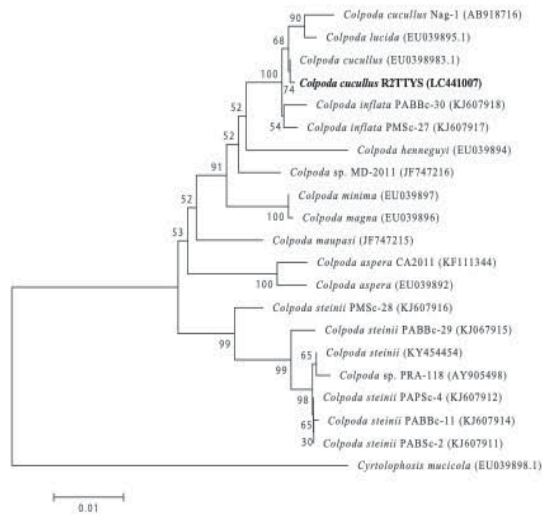 90
Colpoda cucullus Nag-1 (AB918716)
68
Colpoda lucida (EU039895.1)
Colpoda cucullus (EU0398983.1)
100
Colpoda cucullus R2TTYS (LC441007)
74
52
Colpoda inflata PABBc-30 (KJ607918)
54
Colpoda inflata PMSc-27 (KJ607917)
52
Colpoda henneguyi (EU039894)
91
Colpoda sp. MD-2011 (JF747216)
Colpoda minima (EU039897)
52
100
Colpoda magna (EU039896)
53
Colpoda maupasi (JF747215)
Colpoda aspera CA2011 (KF111344)
100
Colpoda aspera (EU039892)
Colpoda steinii PMSc-28 (KJ607916)
99
Colpoda steinii PABBc-29 (KJ067915)
99
65
Colpoda steinii (KY454454)
Colpoda sp. PRA-118 (AY905498)
98
Colpoda steinii PAPSc-4 (KJ607912)
65
Colpoda steinii PABBc-11 (KJ607914)
30
Colpoda steinii PABSc-2 (KJ607911)
Cyrtolophosis mucicola (EU039898.1)
0.01